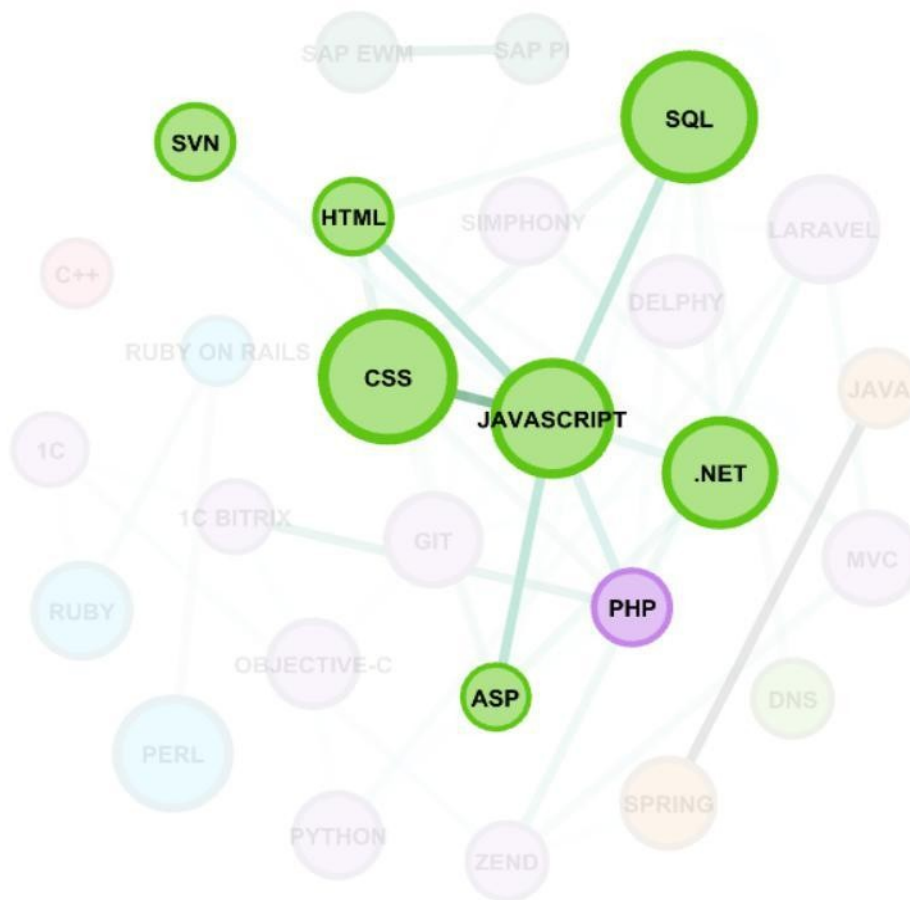 SAP EWM
SAP PI
SQL
SVN
HTML
SIMPHONY
LARAVEL
C++
DELPHY
RUBY ON RAILS
CSS
JAVA
JAVASCRIPT
1C
.NET
1C BITRIX
GIT
MVC
RUBY
PHP
OBJECTIVE-C
ASP
DNS
PERL
SPRING
PYTHON
ZEND